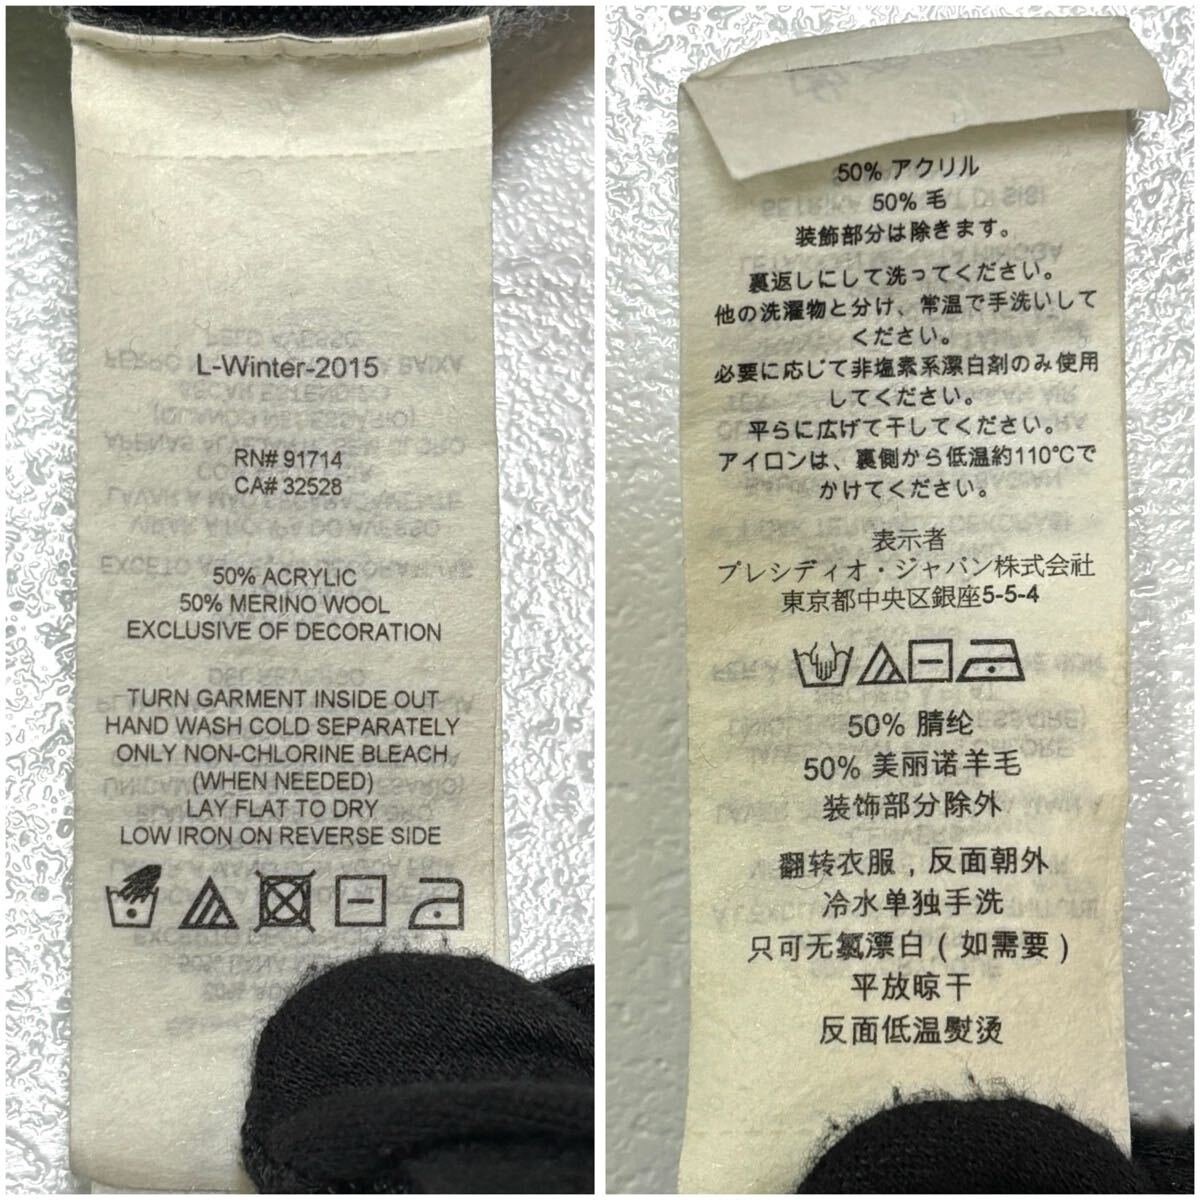 L-Winter-2015
RN# 91714
CA# 32528
50% ACRYLIC
50% MERINO WOOL
EXCLUSIVE OF DECORATION
TURN GARMENT INSIDE OUT
HAND WASH COLD SEPARATELY
ONLY NON-CHLORINE BLEACH
(WHEN NEEDED)
LAY FLAT TO DRY
LOW IRON ON REVERSE SIDE
50% アクリル
50% 毛
装飾部分は除きます。
裏返しにして洗ってください。
他の洗濯物と分け、常温で手洗いして
ください。
必要に応じて非塩素系漂白剤のみ使用
してください。
平らに広げて干してください。
アイロンは、裏側から低温約110℃で
かけてください。
表示者
プレシディオ・ジャパン株式会社
東京都中央区銀座5-5-4
50% 腈纶
50% 美丽诺羊毛
装饰部分除外
翻转衣服，反面朝外
冷水单独手洗
只可无氯漂白（如需要）
平放晾干
反面低温熨烫